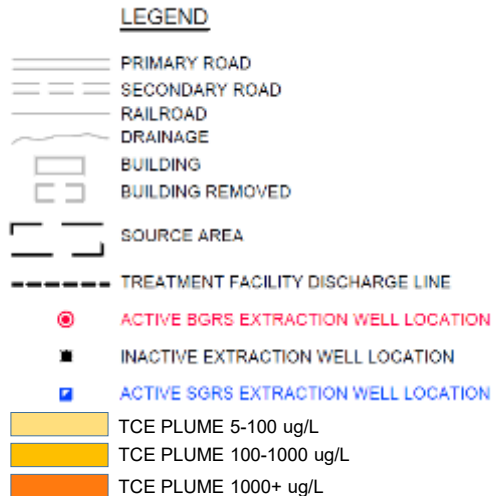 LEGEND
PRIMARY ROAD
SECONDARY ROAD
RAILROAD
DRAINAGE
BUILDING
BUILDING REMOVED
SOURCE AREA
TREATMENT FACILITY DISCHARGE LINE
ACTIVE BGRS EXTRACTION WELL LOCATION
INACTIVE EXTRACTION WELL LOCATION
ACTIVE SGRS EXTRACTION WELL LOCATION
TCE PLUME 5-100 ug/L
TCE PLUME 100-1000 ug/L
TCE PLUME 1000+ ug/L